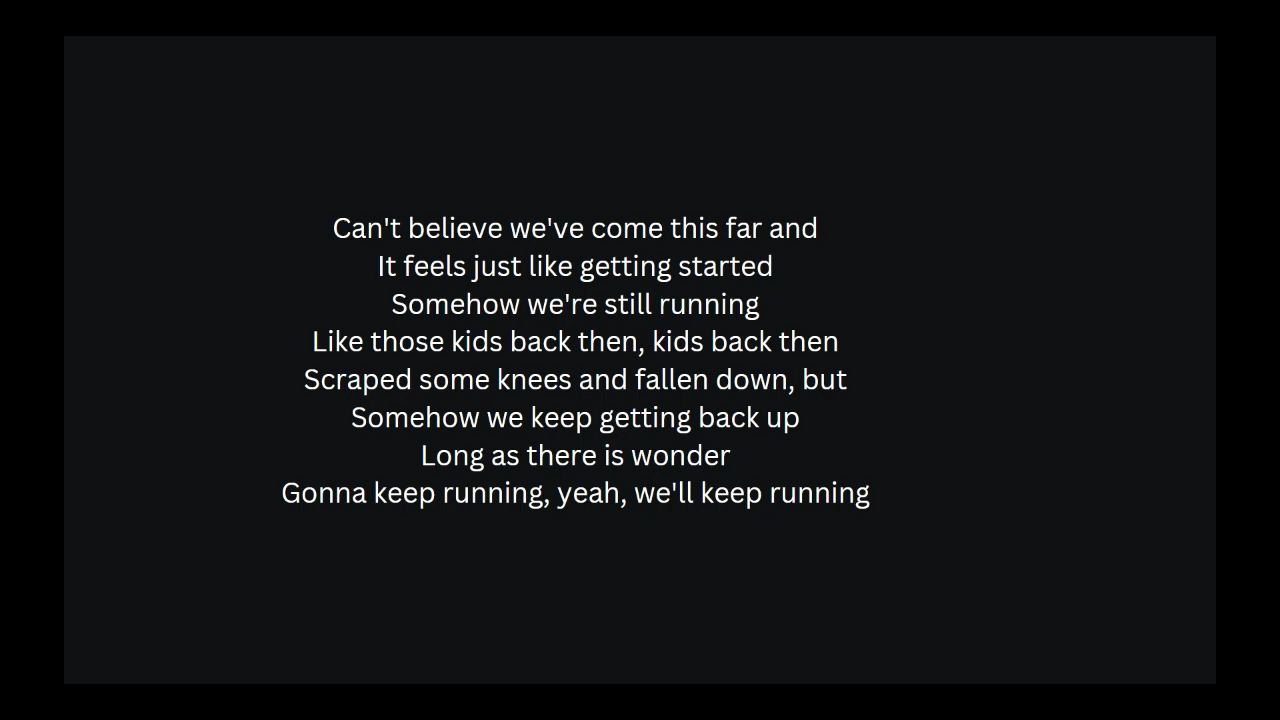 Can't believe we've come this far and
It feels just like getting started
Somehow we're still running
Like those kids back then, kids back then
Scraped some knees and fallen down, but
Somehow we keep getting back up
Long as there is wonder
Gonna keep running, yeah, we'll keep running